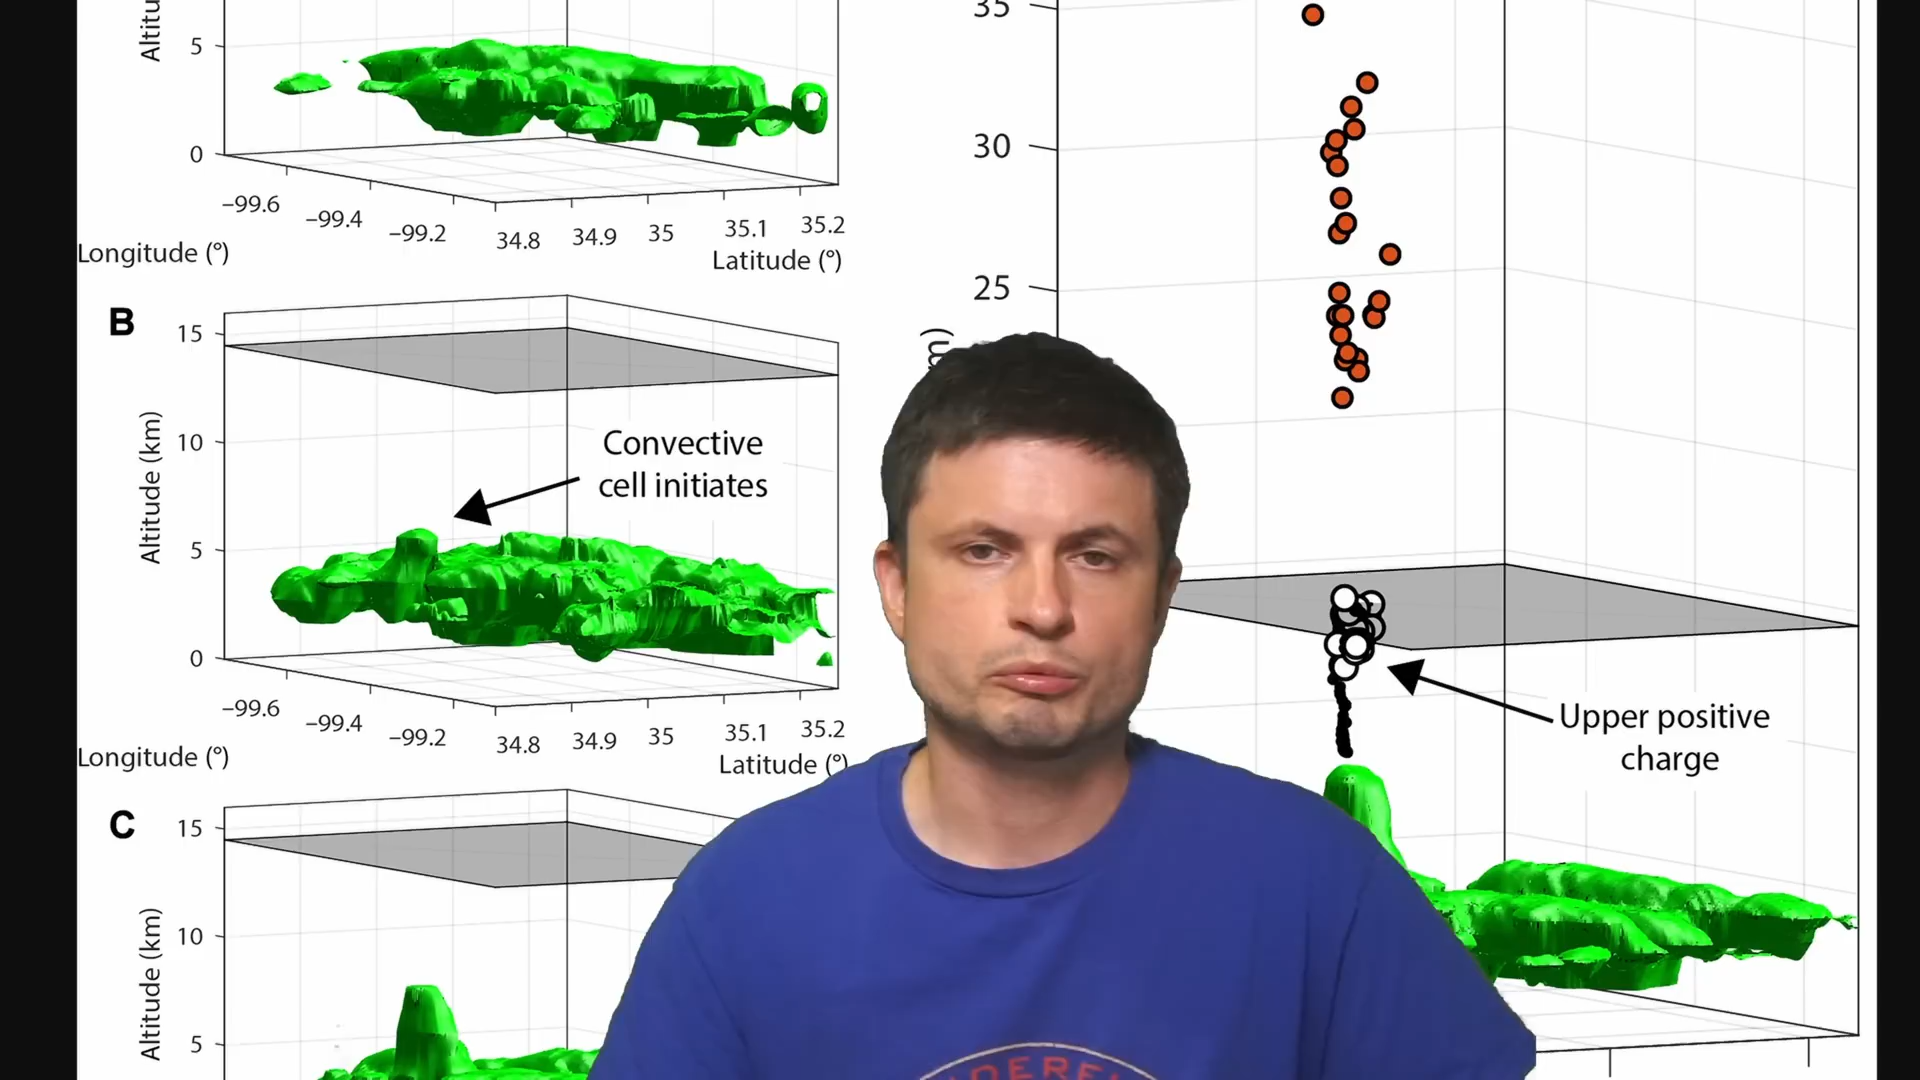 Altitu
5
0
−99.6
−99.4
−99.2
34.8
34.9
35
35.1
35.2
Longitude (°)
Latitude (°)
B
15
10
5
0
Altitude (km)
Convective
cell initiates
−99.6
−99.4
−99.2
34.8
34.9
35
35.1
35.2
Longitude (°)
Latitude (°)
C
15
10
5
Altitude (km)
35
30
25
m)
Upper positive
charge
DERF